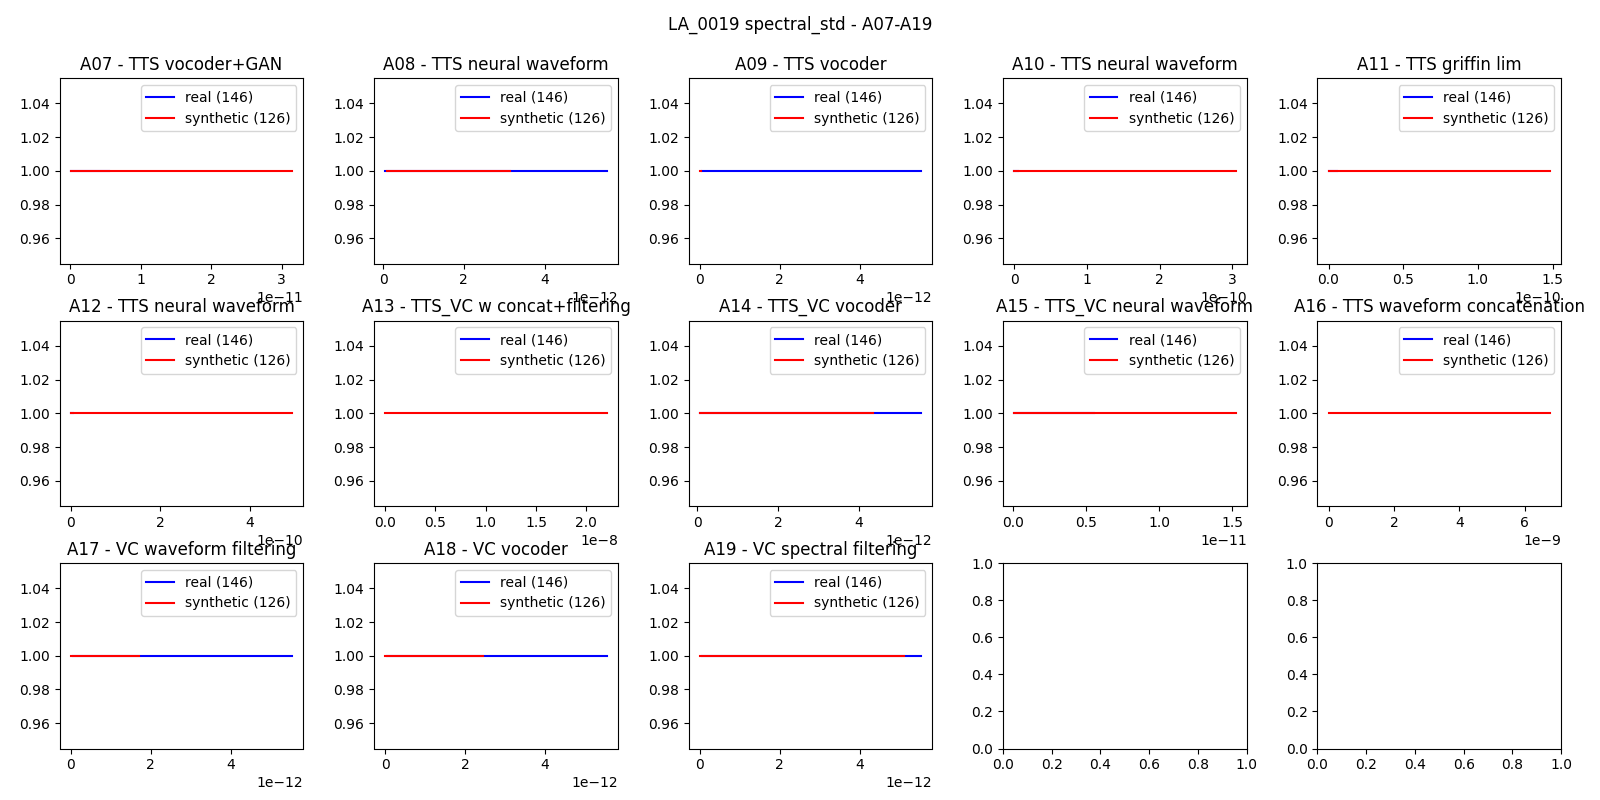 LA_0019 spectral_std - A07-A19
A07 - TTS vocoder+GAN
real (146)
synthetic (126)
1.04
1.02
1.00
0.98
0.96
0 1 2 3
1e−11
A08 - TTS neural waveform
real (146)
synthetic (126)
1.04
1.02
1.00
0.98
0.96
0 2 4
1e−12
A09 - TTS vocoder
real (146)
synthetic (126)
1.04
1.02
1.00
0.98
0.96
0 2 4
1e−12
A10 - TTS neural waveform
real (146)
synthetic (126)
1.04
1.02
1.00
0.98
0.96
0 1 2 3
1e−10
A11 - TTS griffin lim
real (146)
synthetic (126)
1.04
1.02
1.00
0.98
0.96
0.0 0.5 1.0 1.5
1e−10
A12 - TTS neural waveform
real (146)
synthetic (126)
1.04
1.02
1.00
0.98
0.96
0 2 4
1e−10
A13 - TTS_VC w concat+filtering
real (146)
synthetic (126)
1.04
1.02
1.00
0.98
0.96
0.0 0.5 1.0 1.5 2.0
1e−8
A14 - TTS_VC vocoder
real (146)
synthetic (126)
1.04
1.02
1.00
0.98
0.96
0 2 4
1e−12
A15 - TTS_VC neural waveform
real (146)
synthetic (126)
1.04
1.02
1.00
0.98
0.96
0.0 0.5 1.0 1.5
1e−11
A16 - TTS waveform concatenation
real (146)
synthetic (126)
1.04
1.02
1.00
0.98
0.96
0 2 4 6
1e−9
A17 - VC waveform filtering
real (146)
synthetic (126)
1.04
1.02
1.00
0.98
0.96
0 2 4
1e−12
A18 - VC vocoder
real (146)
synthetic (126)
1.04
1.02
1.00
0.98
0.96
0 2 4
1e−12
A19 - VC spectral filtering
real (146)
synthetic (126)
1.04
1.02
1.00
0.98
0.96
0 2 4
1e−12
1.0
0.8
0.6
0.4
0.2
0.0
0.0 0.2 0.4 0.6 0.8 1.0
1.0
0.8
0.6
0.4
0.2
0.0
0.0 0.2 0.4 0.6 0.8 1.0